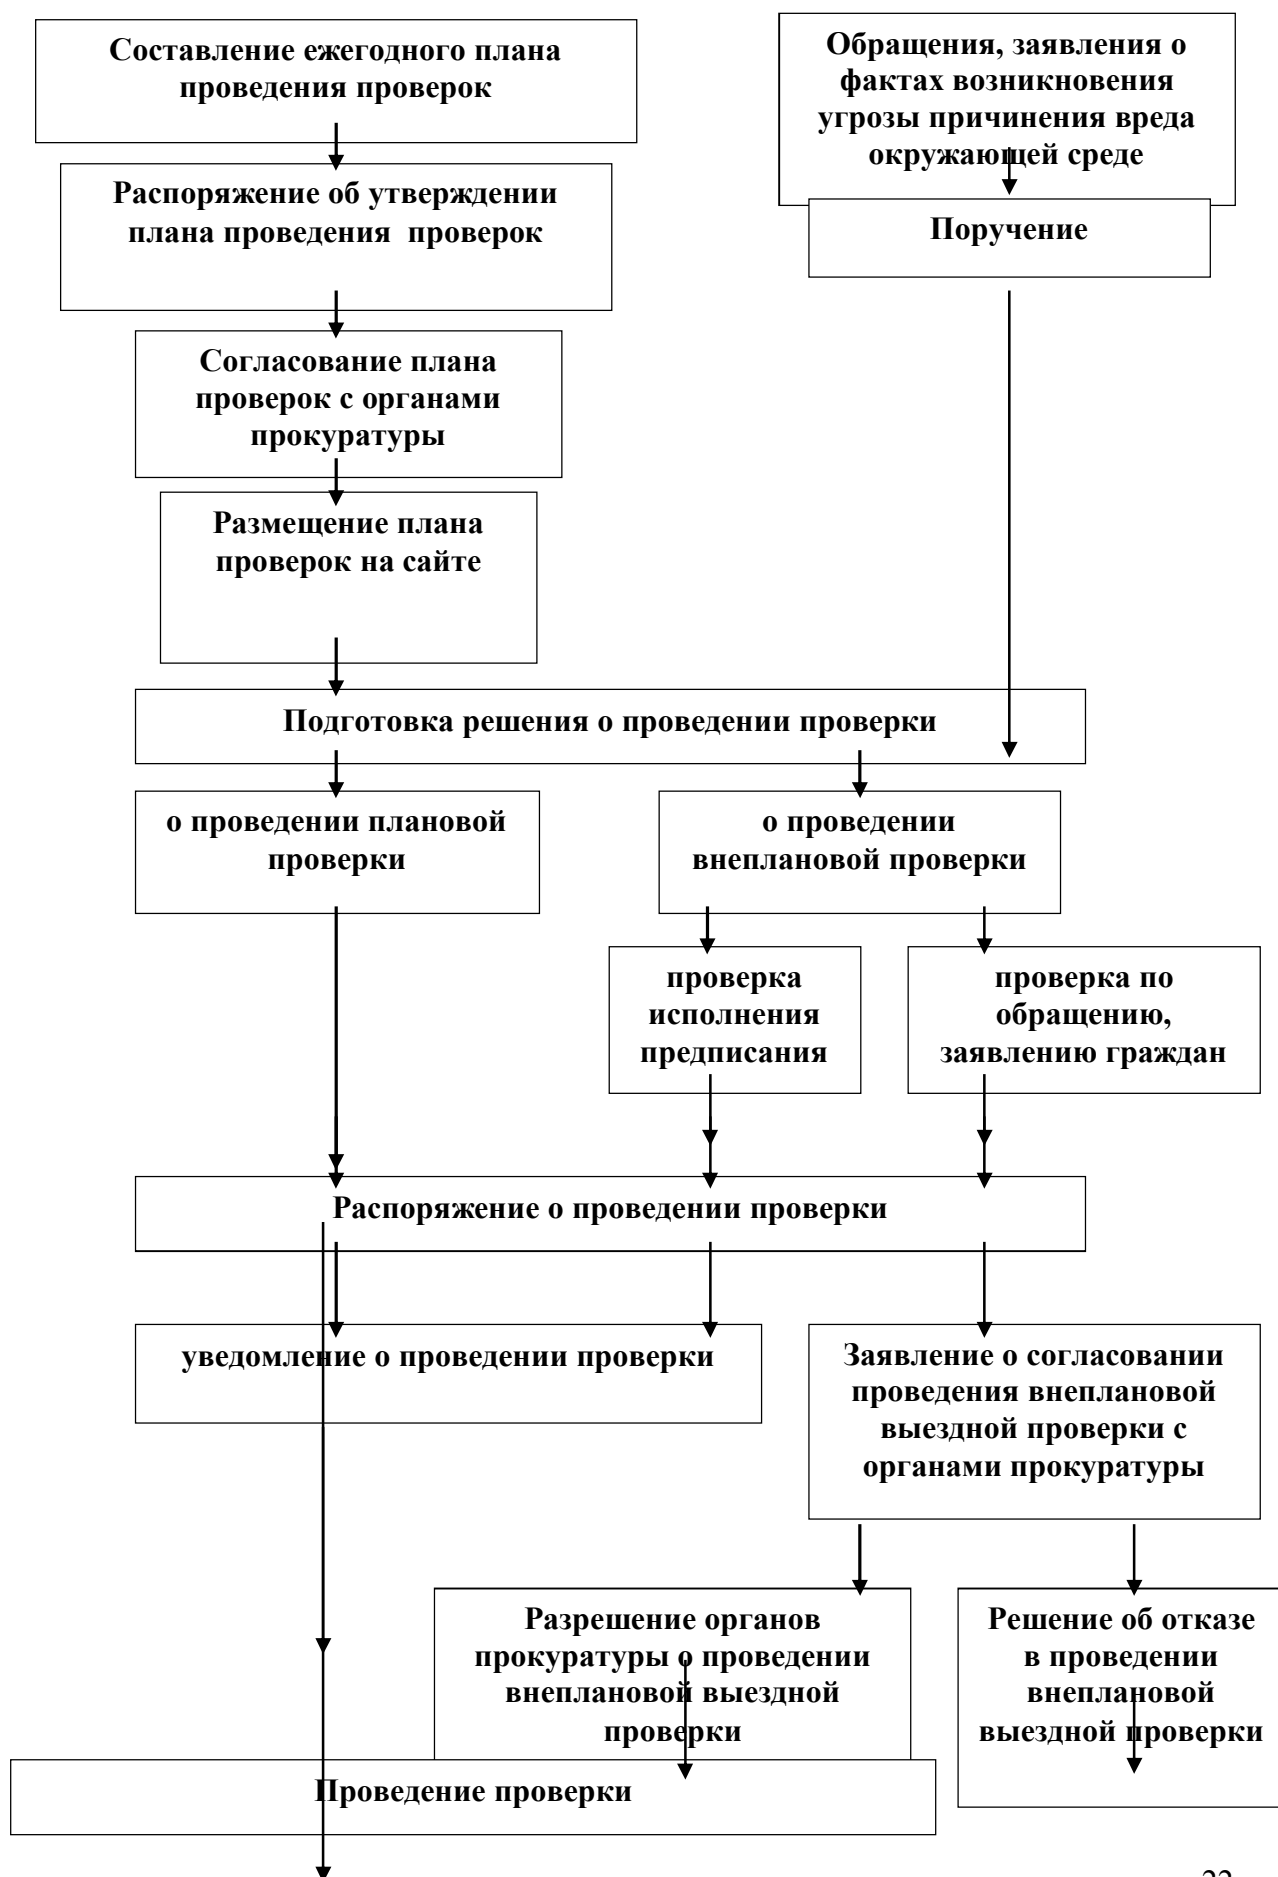 Составление ежегодного плана
проведения проверок
Обращения, заявления о
фактах возникновения
угрозы причинения вреда
окружающей среде
Распоряжение об утверждении
плана проведения  проверок
Поручение
Согласование плана
проверок с органами
прокуратуры
Размещение плана
проверок на сайте
Подготовка решения о проведении проверки
о проведении плановой
проверки
о проведении
внеплановой проверки
проверка
исполнения
предписания
проверка по
обращению,
заявлению граждан
Распоряжение о проведении проверки
уведомление о проведении проверки
Заявление о согласовании
проведения внеплановой
выездной проверки с
органами прокуратуры
Разрешение органов
прокуратуры о проведении
внеплановой выездной
проверки
Решение об отказе
в проведении
внеплановой
выездной проверки
Проведение проверки